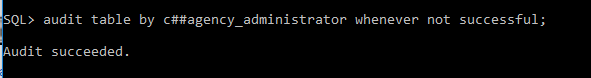 SQL> audit table by c##agency_administrator whenever not successful;
Audit succeeded.